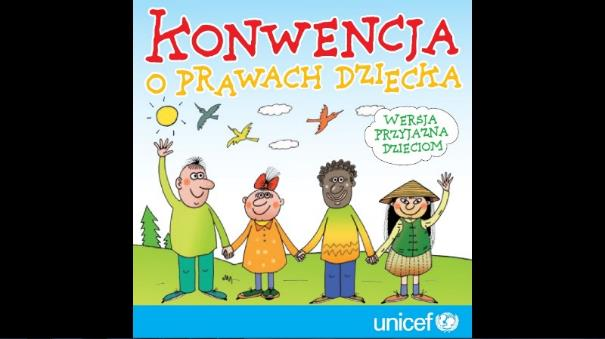 KONWENCJA
O PRAWACH DZIECKA
WERSJA
PRZYJAZNA
DZIECIOM
unicef